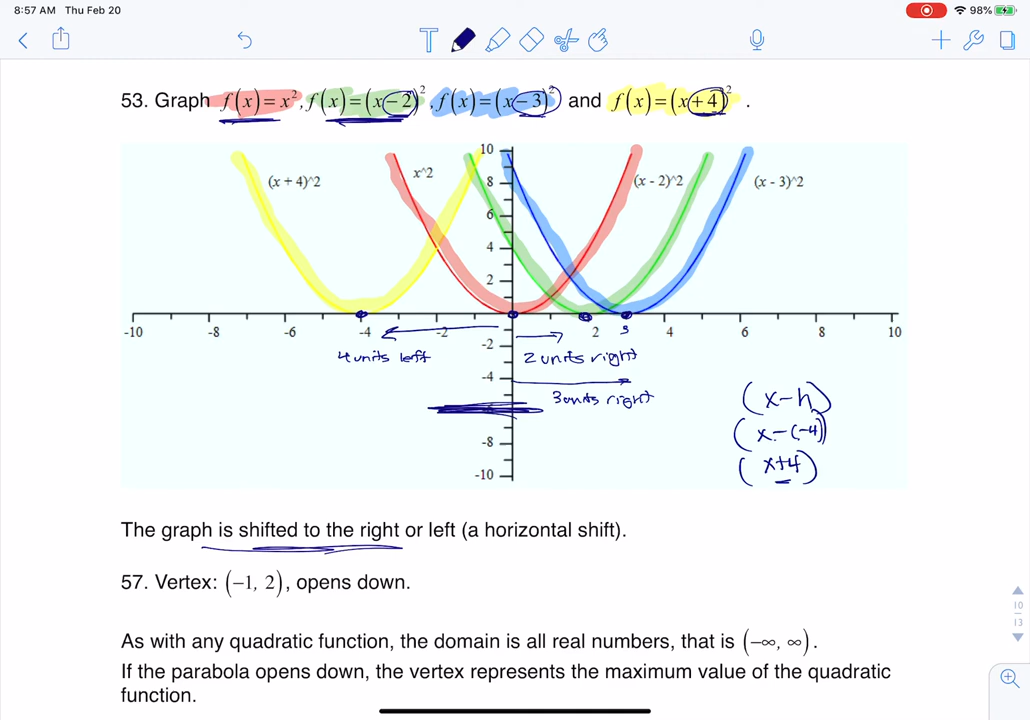 8:57 AM Thu Feb 20
98%
T
53. Graph f(x) = x², f(x) = (x − 2)², f(x) = (x − 3)² and f(x) = (x + 4)².
(x + 4)^2
x^2
(x - 2)^2
(x - 3)^2
10
8
6
4
2
-10 -8 -6 -4 -2 2 3 4 6 8 10
-2
-4
-8
-10
4 units left
2 units right
3 units right
(x − h)
(x − (−4))
(x + 4)
The graph is shifted to the right or left (a horizontal shift).
57. Vertex: (−1, 2), opens down.
As with any quadratic function, the domain is all real numbers, that is (−∞, ∞).
If the parabola opens down, the vertex represents the maximum value of the quadratic
function.
10
13